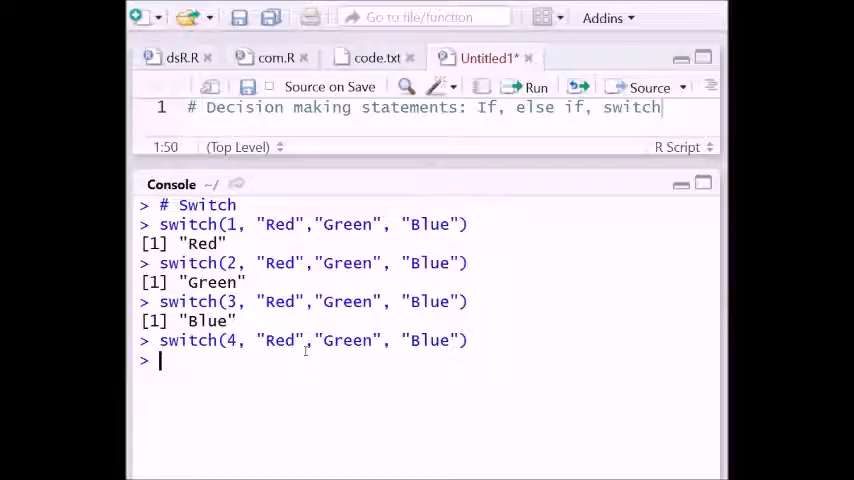 Go to file/function
Addins
dsR.R
com.R
code.txt
Untitled1*
Source on Save
Run
Source
1 # Decision making statements: If, else if, switch
1:50 (Top Level) R Script
Console ~/
> # Switch
> switch(1, "Red","Green", "Blue")
[1] "Red"
> switch(2, "Red","Green", "Blue")
[1] "Green"
> switch(3, "Red","Green", "Blue")
[1] "Blue"
> switch(4, "Red","Green", "Blue")
>